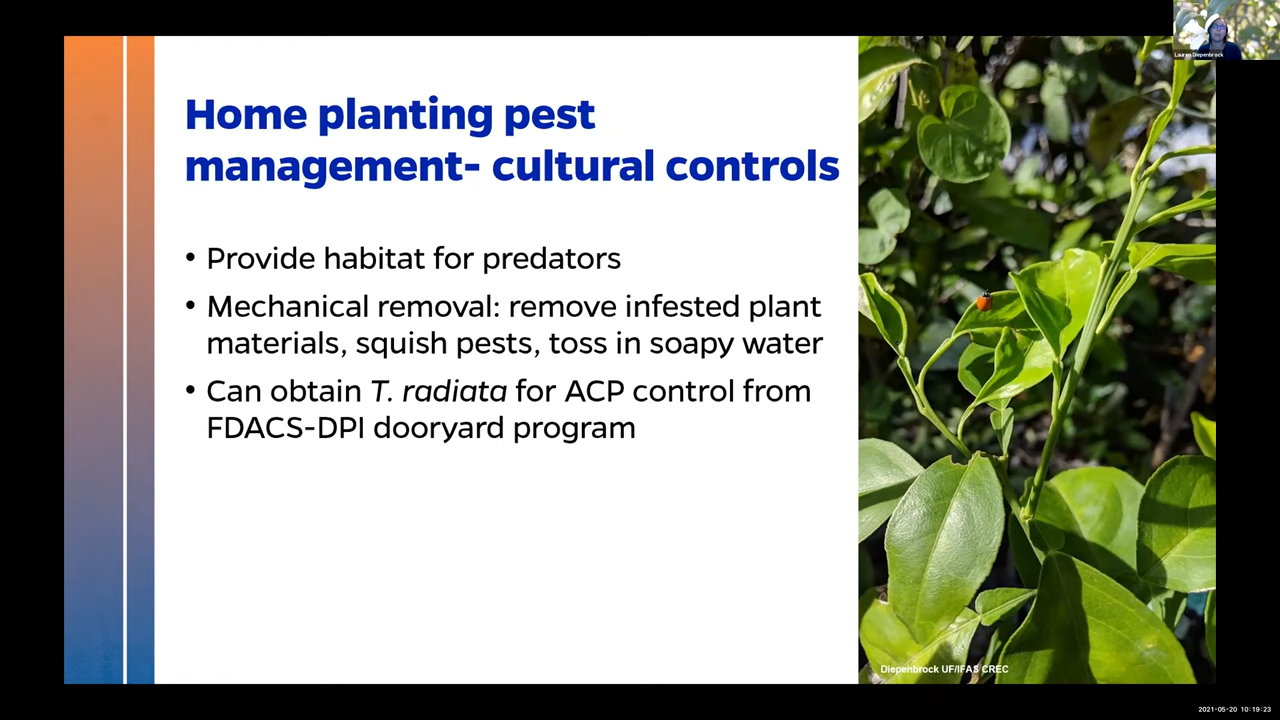 Lauren Diepenbrock
Home planting pest
management- cultural controls
• Provide habitat for predators
• Mechanical removal: remove infested plant
materials, squish pests, toss in soapy water
• Can obtain T. radiata for ACP control from
FDACS-DPI dooryard program
Diepenbrock UF/IFAS CREC
2021-05-20 10:19:23